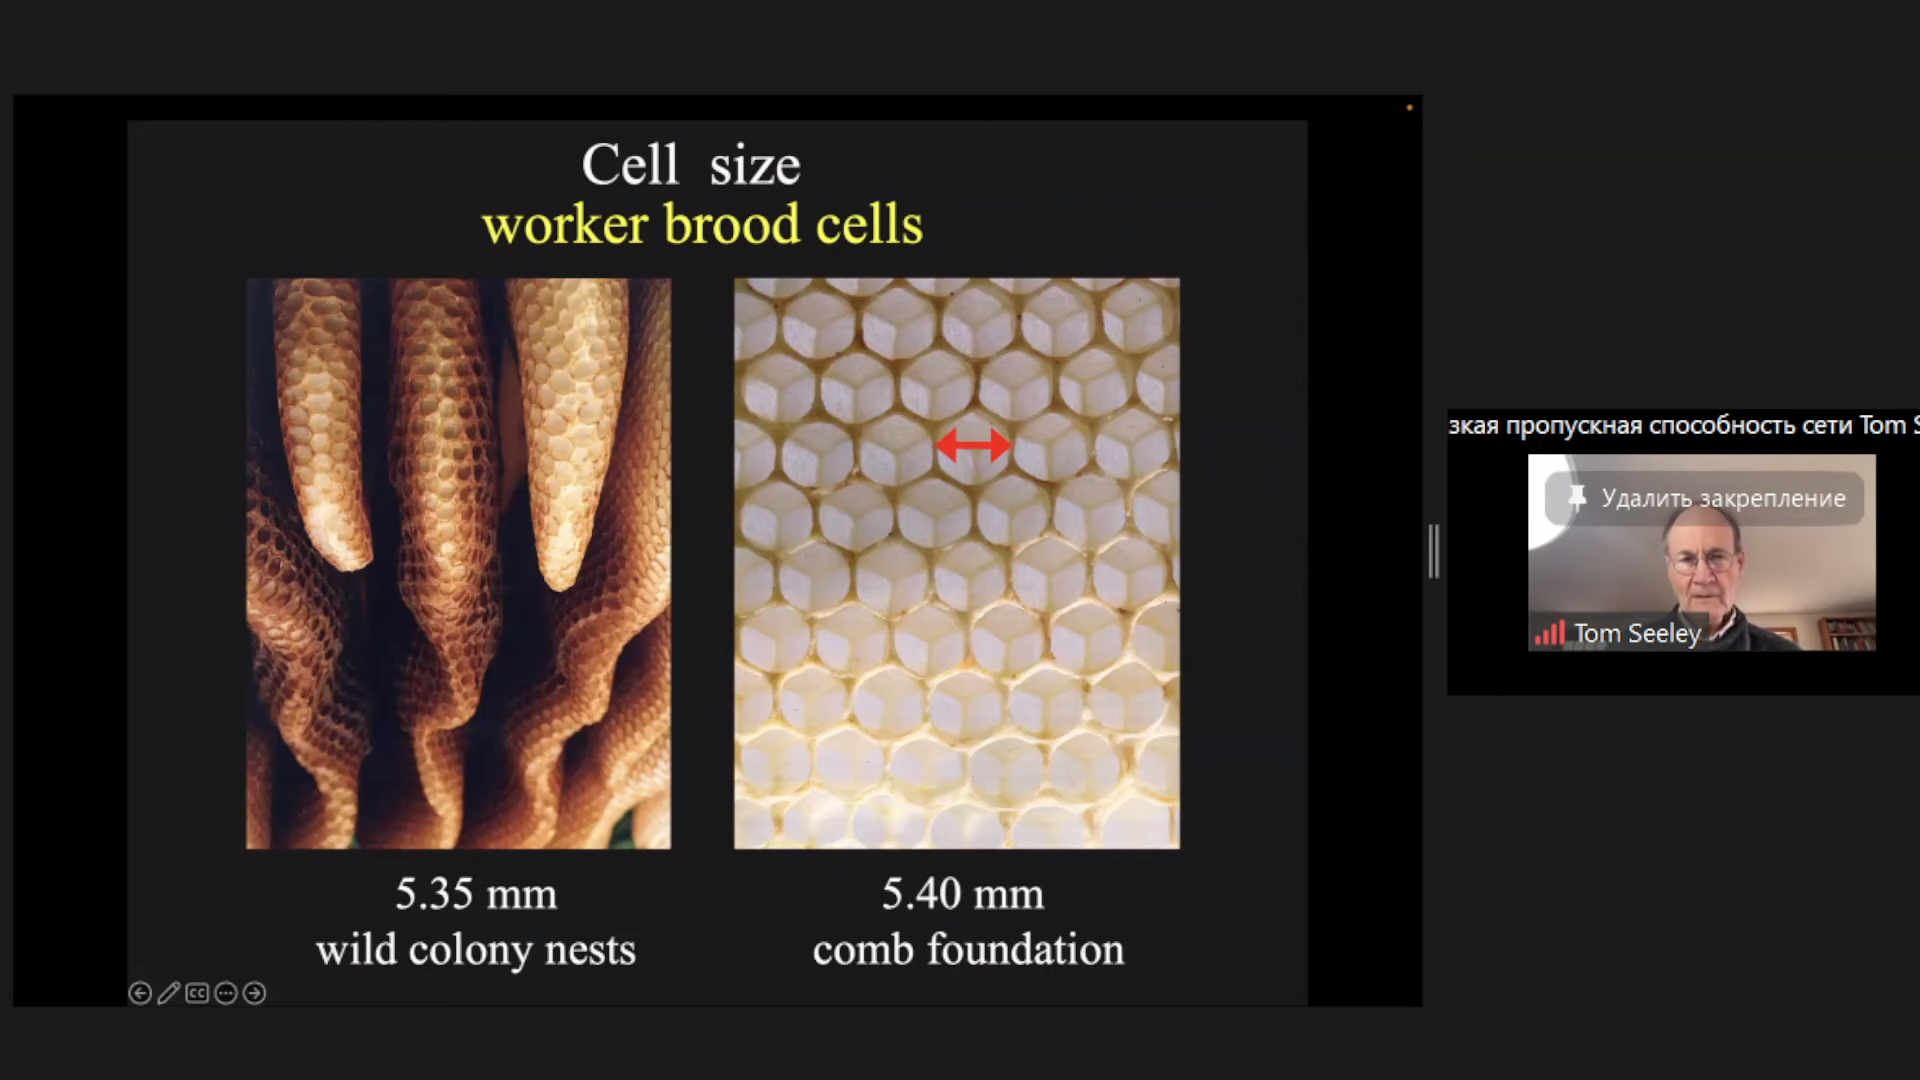 Cell size
worker brood cells
5.35 mm
wild colony nests
5.40 mm
comb foundation
CC
пропускная способность сети Tom
Удалить закрепление
Tom Seeley